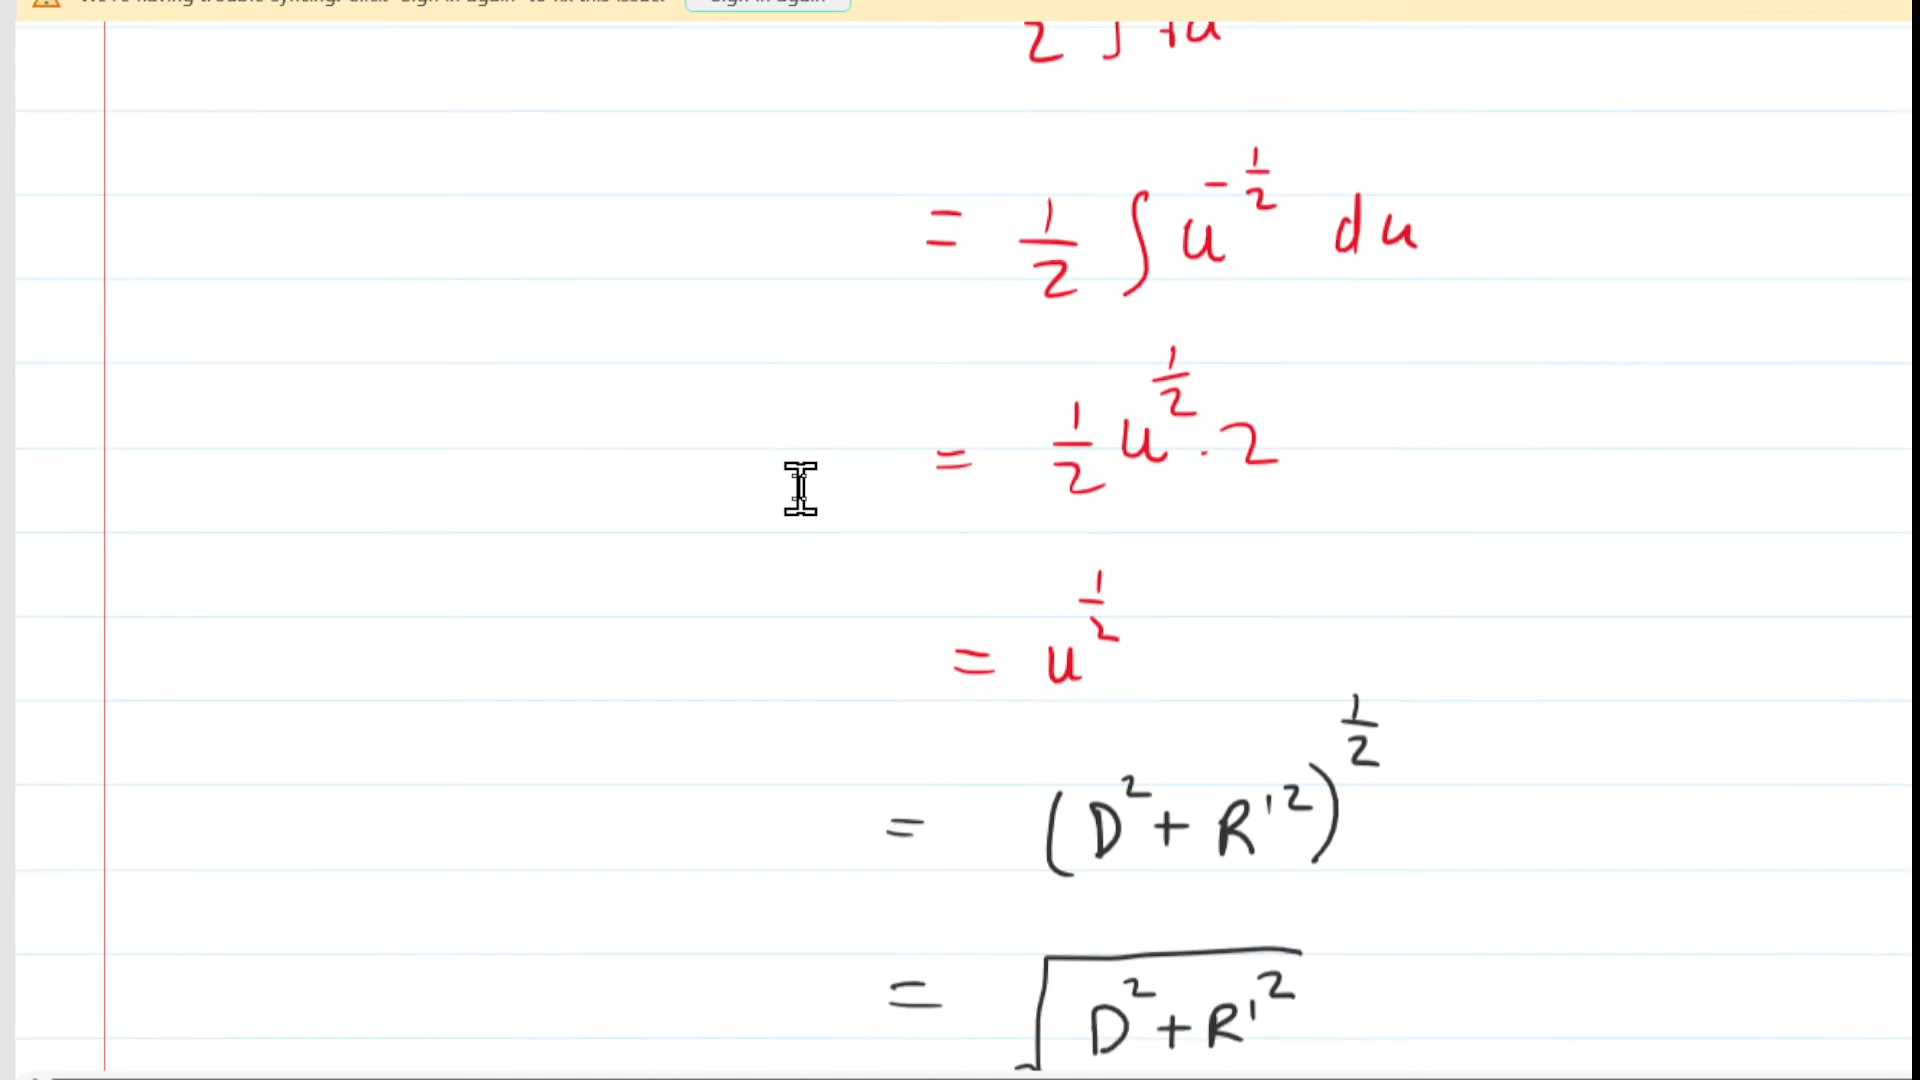 = 1/2 ∫ u^(-1/2) du
= 1/2 u^(1/2) . 2
= u^(1/2)
= (D² + R'²)^(1/2)
= √(D² + R'²)